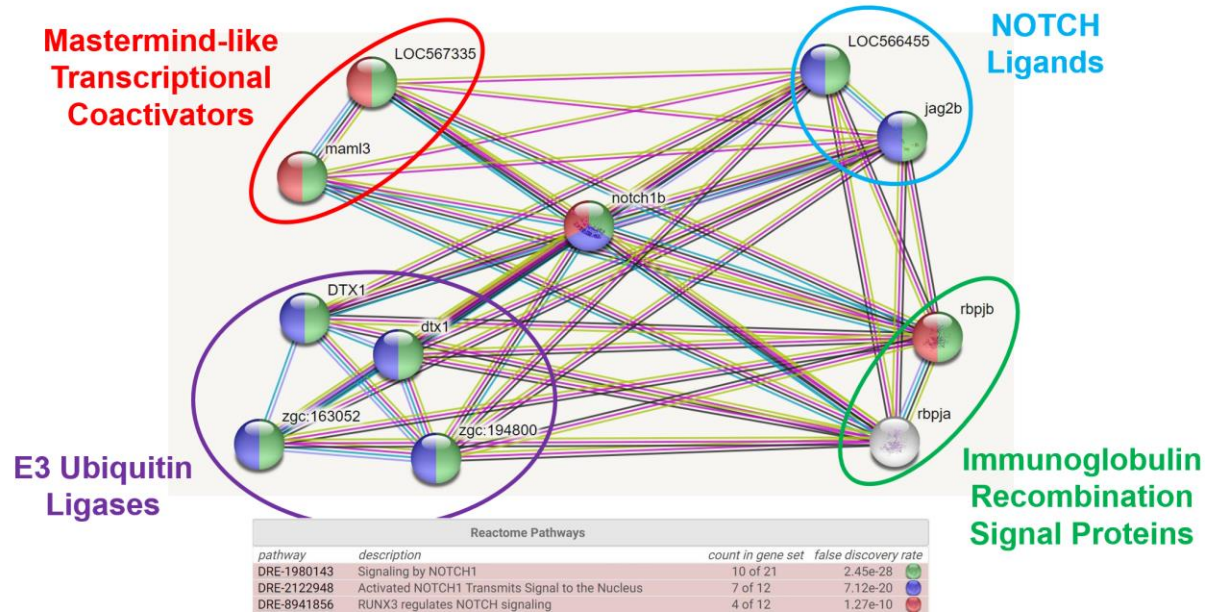 Mastermind-like
Transcriptional
Coactivators
LOC567335
maml3
LOC566455
NOTCH
Ligands
jag2b
notch1b
DTX1
dtx1
zgc:163052
zgc:194800
E3 Ubiquitin
Ligases
rbpjb
rbpja
Immunoglobulin
Recombination
Signal Proteins
Reactome Pathways
pathway description count in gene set false discovery rate
DRE-1980143 Signaling by NOTCH1 10 of 21 2.45e-28
DRE-2122948 Activated NOTCH1 Transmits Signal to the Nucleus 7 of 12 7.12e-20
DRE-8941856 RUNX3 regulates NOTCH signaling 4 of 12 1.27e-10